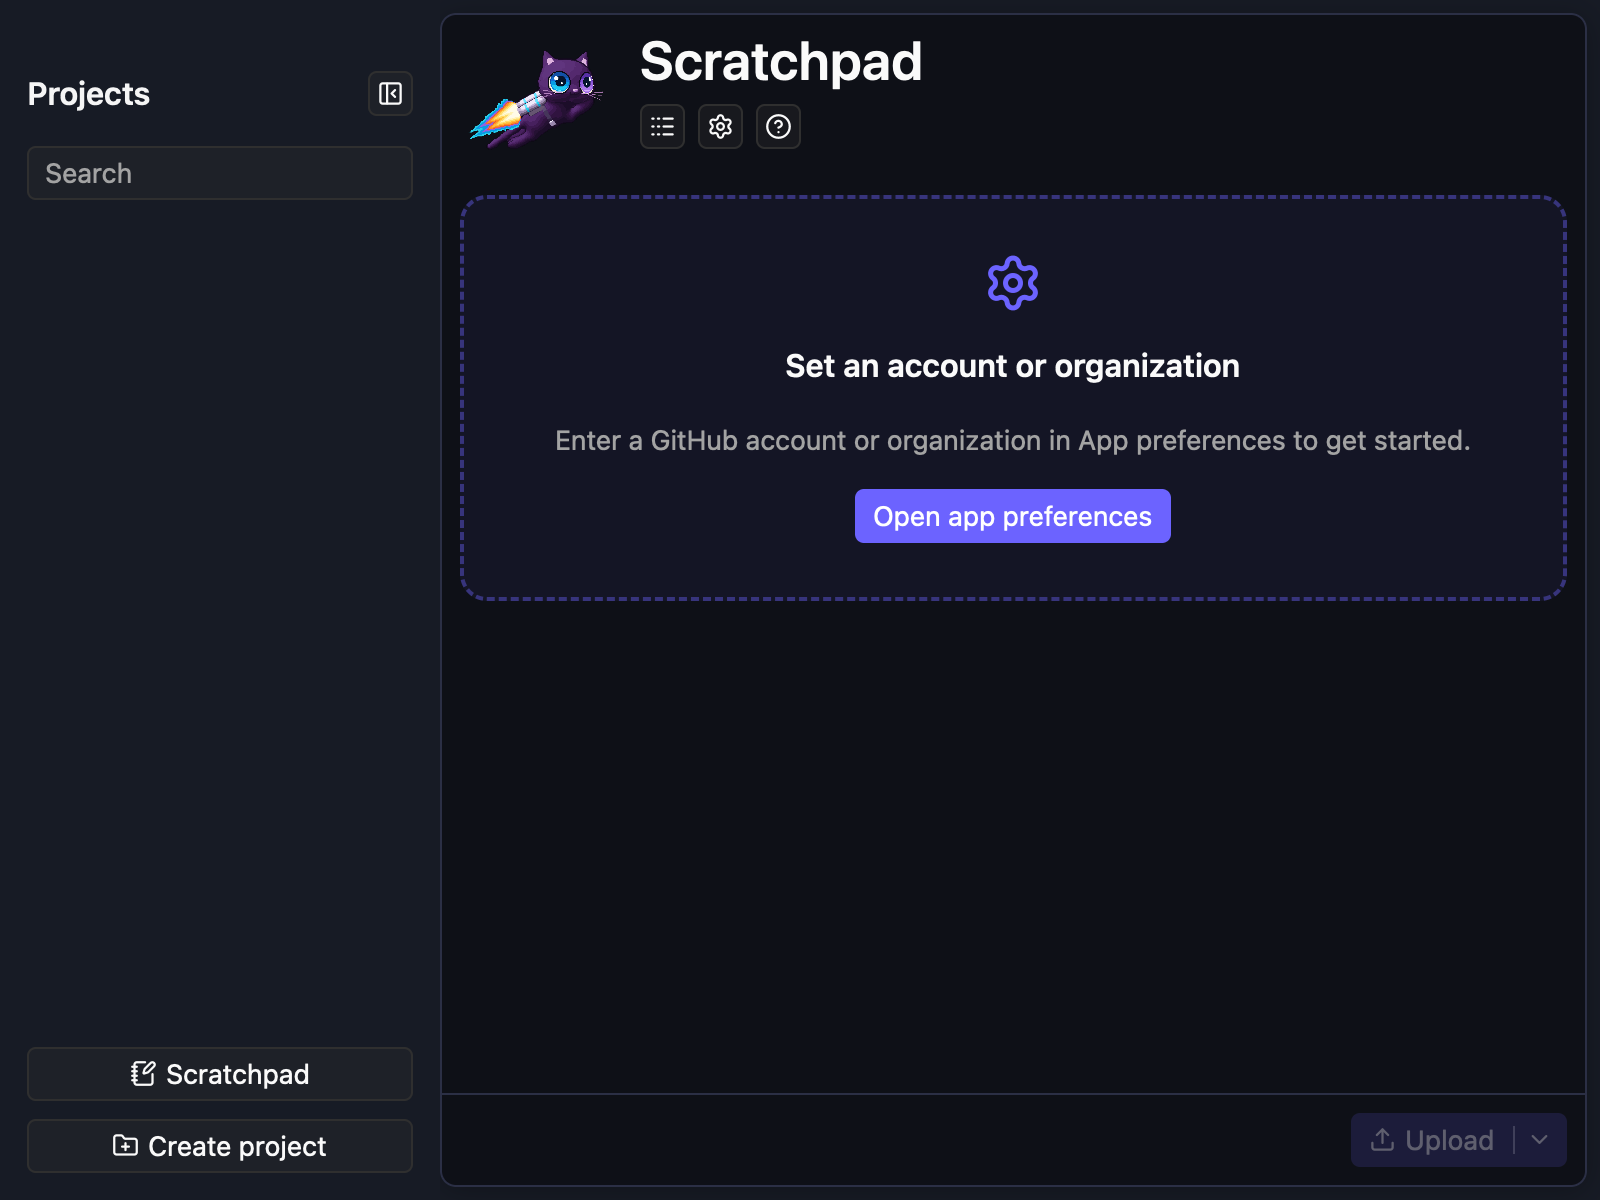 Projects
Search
Scratchpad
Create project
Scratchpad
Set an account or organization
Enter a GitHub account or organization in App preferences to get started.
Open app preferences
Upload